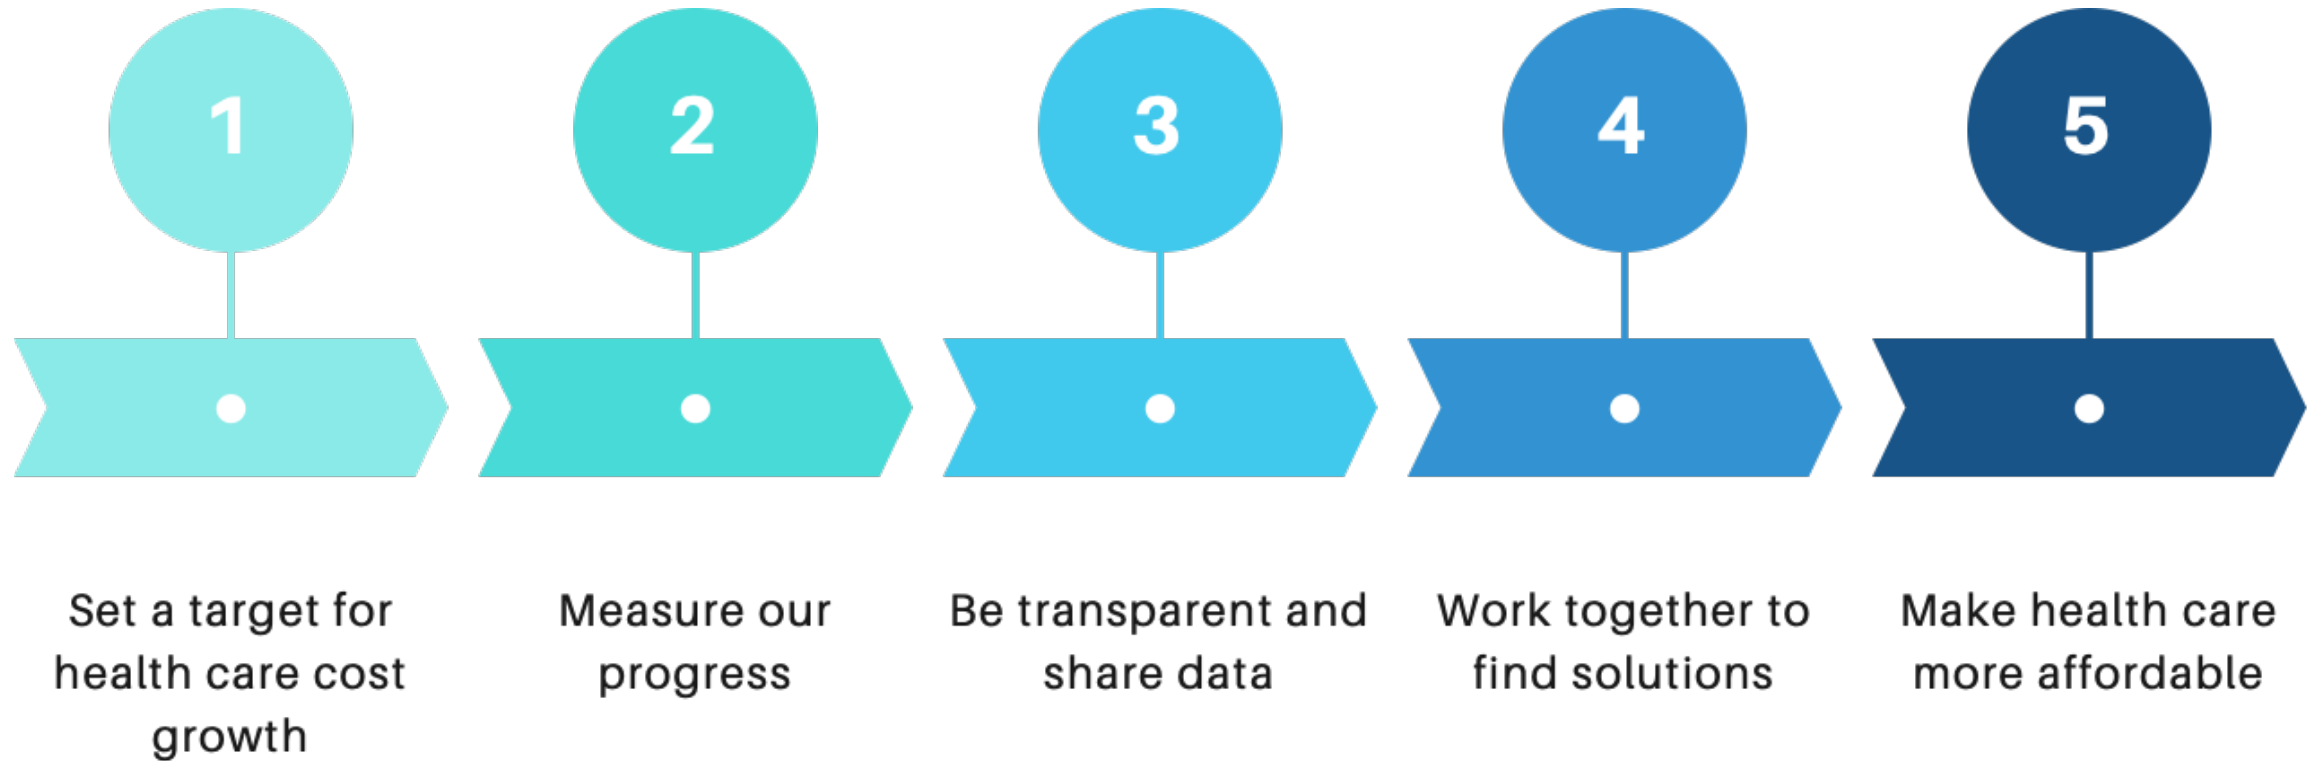 1
2
3
4
5
Set a target for
health care cost
growth
Measure our
progress
Be transparent and
share data
Work together to
find solutions
Make health care
more affordable